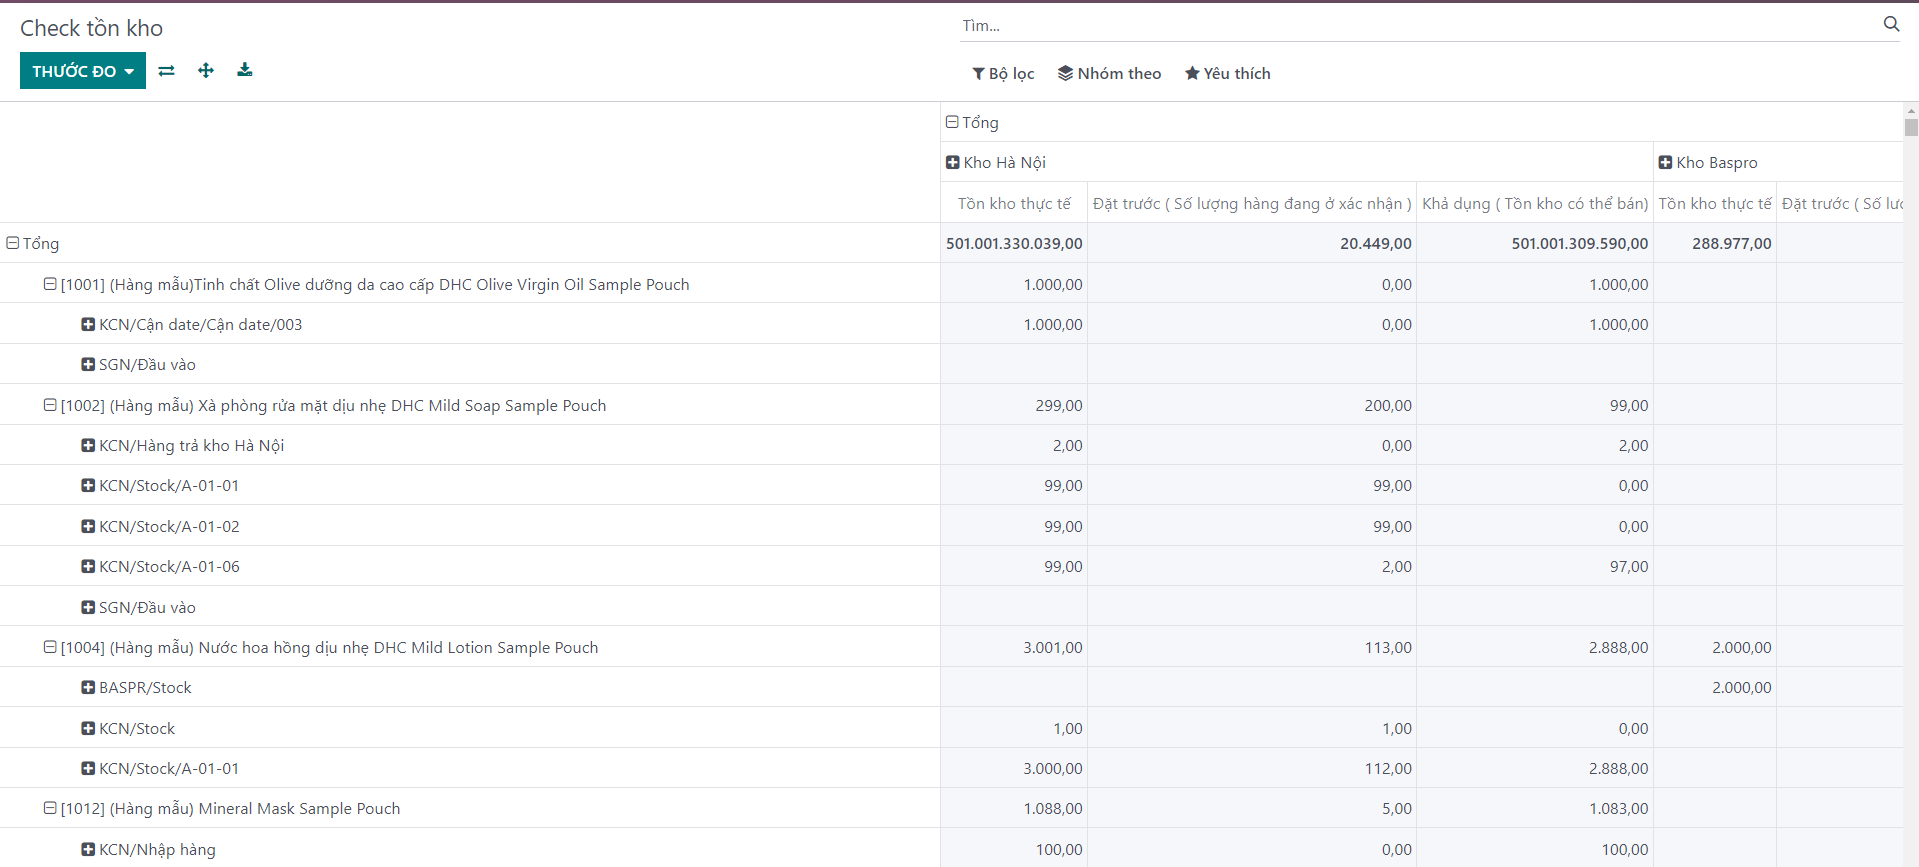 Check tồn kho
Tìm...
THƯỚC ĐO
Bộ lọc Nhóm theo Yêu thích
Tổng
Kho Hà Nội Kho Baspro
Tồn kho thực tế Đặt trước ( Số lượng hàng đang ở xác nhận ) Khả dụng ( Tồn kho có thể bán) Tồn kho thực tế Đặt trước ( Số
Tổng 501.001.330.039,00 20.449,00 501.001.309.590,00 288.977,00
[1001] (Hàng mẫu)Tinh chất Olive dưỡng da cao cấp DHC Olive Virgin Oil Sample Pouch 1.000,00 0,00 1.000,00
KCN/Cận date/Cận date/003 1.000,00 0,00 1.000,00
SGN/Đầu vào
[1002] (Hàng mẫu) Xà phòng rửa mặt dịu nhẹ DHC Mild Soap Sample Pouch 299,00 200,00 99,00
KCN/Hàng trả kho Hà Nội 2,00 0,00 2,00
KCN/Stock/A-01-01 99,00 99,00 0,00
KCN/Stock/A-01-02 99,00 99,00 0,00
KCN/Stock/A-01-06 99,00 2,00 97,00
SGN/Đầu vào
[1004] (Hàng mẫu) Nước hoa hồng dịu nhẹ DHC Mild Lotion Sample Pouch 3.001,00 113,00 2.888,00 2.000,00
BASPR/Stock 2.000,00
KCN/Stock 1,00 1,00 0,00
KCN/Stock/A-01-01 3.000,00 112,00 2.888,00
[1012] (Hàng mẫu) Mineral Mask Sample Pouch 1.088,00 5,00 1.083,00
KCN/Nhập hàng 100,00 0,00 100,00